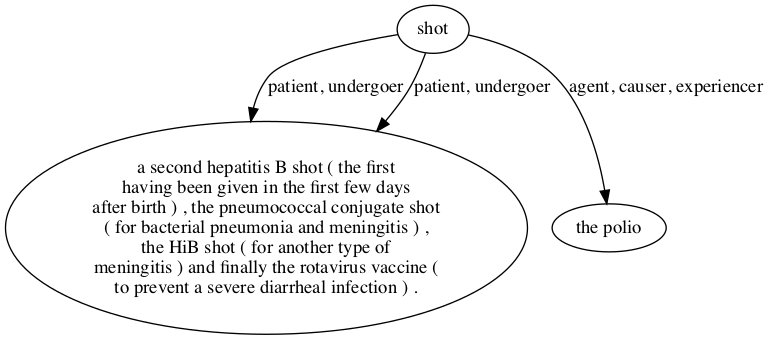 shot
patient, undergoer
patient, undergoer
agent, causer, experiencer
a second hepatitis B shot ( the first
having been given in the first few days
after birth ) , the pneumococcal conjugate shot
( for bacterial pneumonia and meningitis ) ,
the HiB shot ( for another type of
meningitis ) and finally the rotavirus vaccine (
to prevent a severe diarrheal infection ) .
the polio